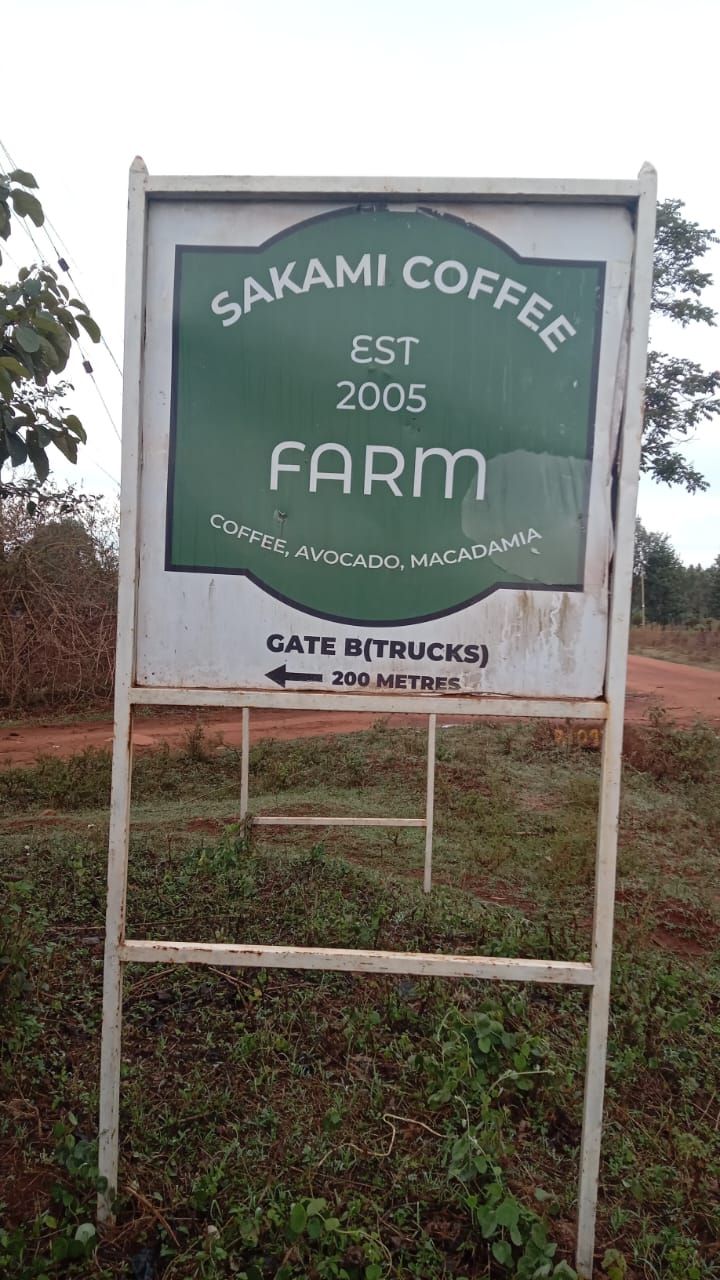 SAKAMI COFFEE
EST
2005
FARM
COFFEE, AVOCADO, MACADAMIA
GATE B(TRUCKS)
200 METRES